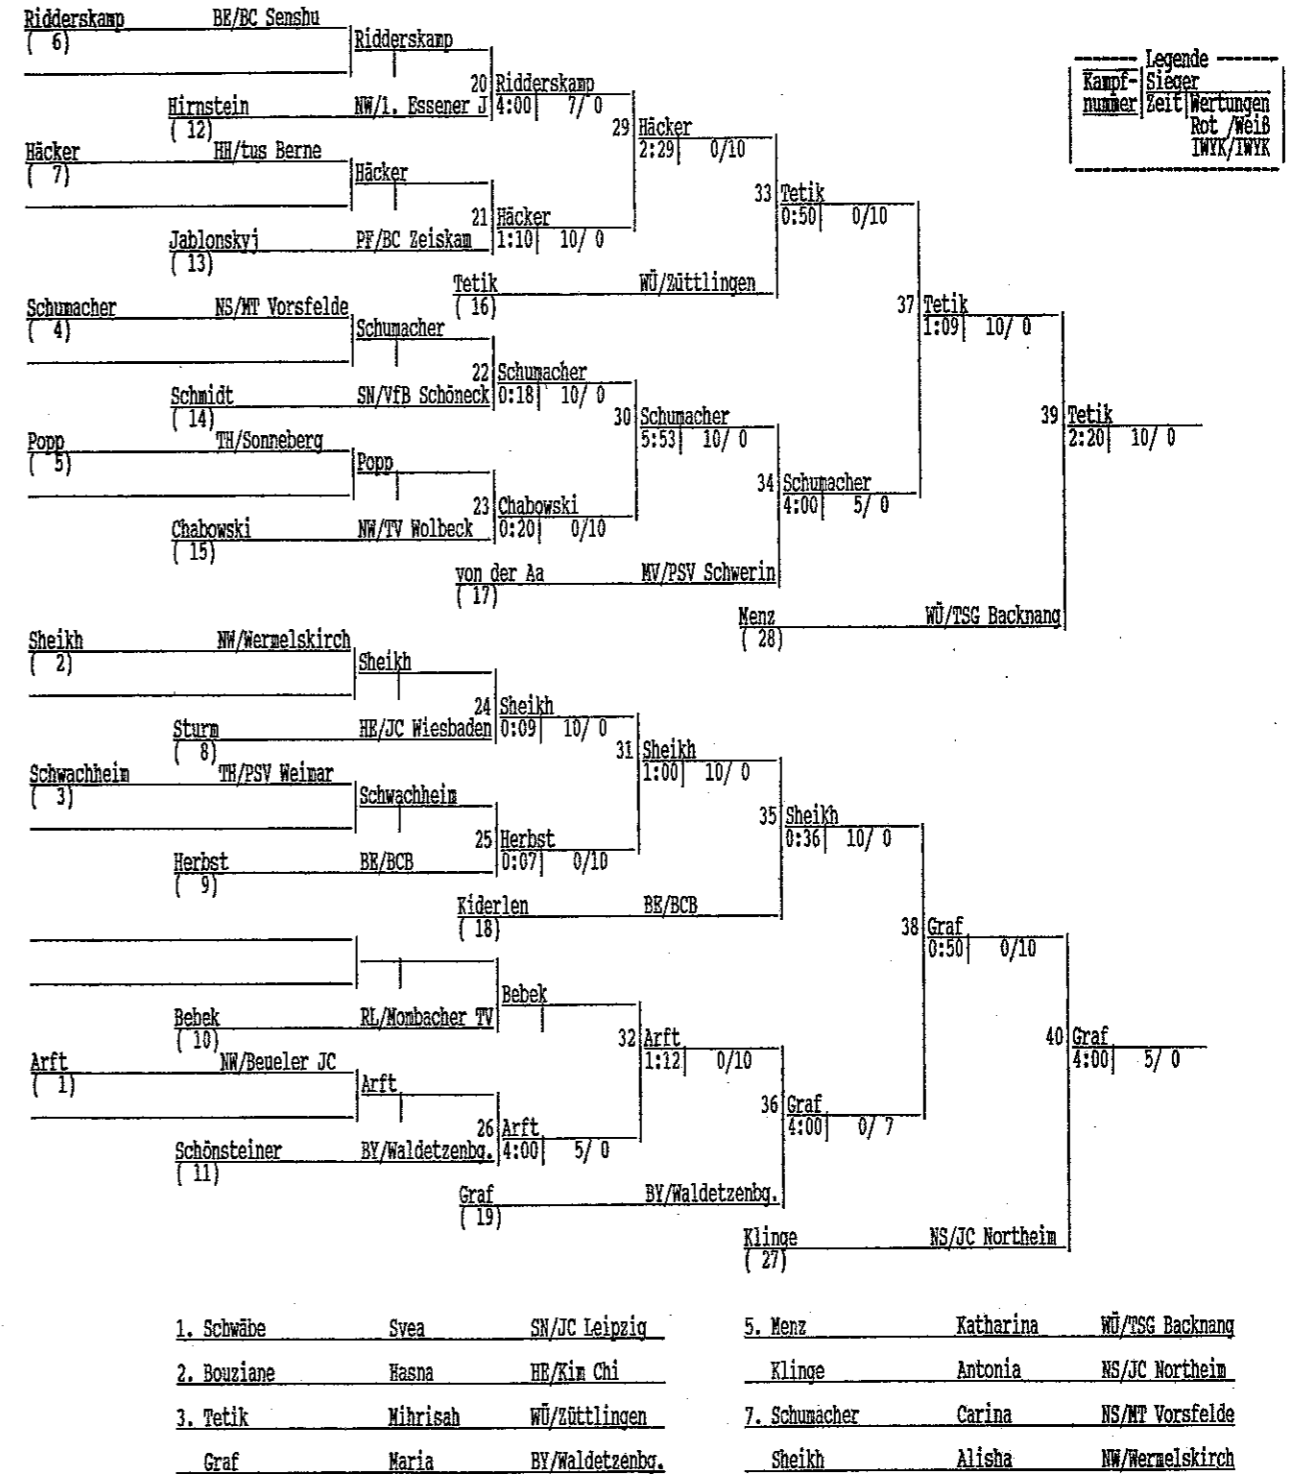 Ridderskamp BE/BC Senshu
( 6)
Ridderskamp
20 Ridderskamp
4:00 7/ 0
Hirnstein NW/1. Essener J
( 12)
29 Häcker
2:29 0/10
Häcker HH/tus Berne
( 7)
Häcker
21 Häcker
1:10 10/ 0
Jablonskyj PF/BC Zeiskam
( 13)
33 Tetik
0:50 0/10
Tetik WÜ/Züttlingen
( 16)
Schumacher NS/MT Vorsfelde
( 4)
Schumacher
22 Schumacher
0:18 10/ 0
Schmidt SN/VfB Schöneck
( 14)
37 Tetik
1:09 10/ 0
30 Schumacher
5:53 10/ 0
Popp TH/Sonneberg
( 5)
Popp
23 Chabowski
0:20 0/10
Chabowski NW/TV Wolbeck
( 15)
34 Schumacher
4:00 5/ 0
von der Aa MV/PSV Schwerin
( 17)
39 Tetik
2:20 10/ 0
Menz WÜ/TSG Backnang
( 28)
Legende
Kampf- Sieger
nummer Zeit Wertungen
Rot /Weiß
IWYK/IWYK
Sheikh NW/Wermelskirch
( 2)
Sheikh
24 Sheikh
0:09 10/ 0
Sturm HE/JC Wiesbaden
( 8)
31 Sheikh
1:00 10/ 0
Schwachheim TH/PSV Weimar
( 3)
Schwachheim
25 Herbst
0:07 0/10
Herbst BE/BCB
( 9)
35 Sheikh
0:36 10/ 0
Kiderlen BE/BCB
( 18)
38 Graf
0:50 0/10
Bebek
Bebek RL/Mombacher TV
( 10)
32 Arft
1:12 0/10
Arft NW/Beueler JC
( 1)
Arft
26 Arft
4:00 5/ 0
Schönsteiner BY/Waldetzenbg.
( 11)
36 Graf
4:00 0/ 7
Graf BY/Waldetzenbg.
( 19)
40 Graf
4:00 5/ 0
Klinge NS/JC Northeim
( 27)
1. Schwäbe Svea SN/JC Leipzig
2. Bouziane Hasna HE/Kim Chi
3. Tetik Mihrisah WÜ/Züttlingen
Graf Maria BY/Waldetzenbg.
5. Menz Katharina WÜ/TSG Backnang
Klinge Antonia NS/JC Northeim
7. Schumacher Carina NS/MT Vorsfelde
Sheikh Alisha NW/Wermelskirch